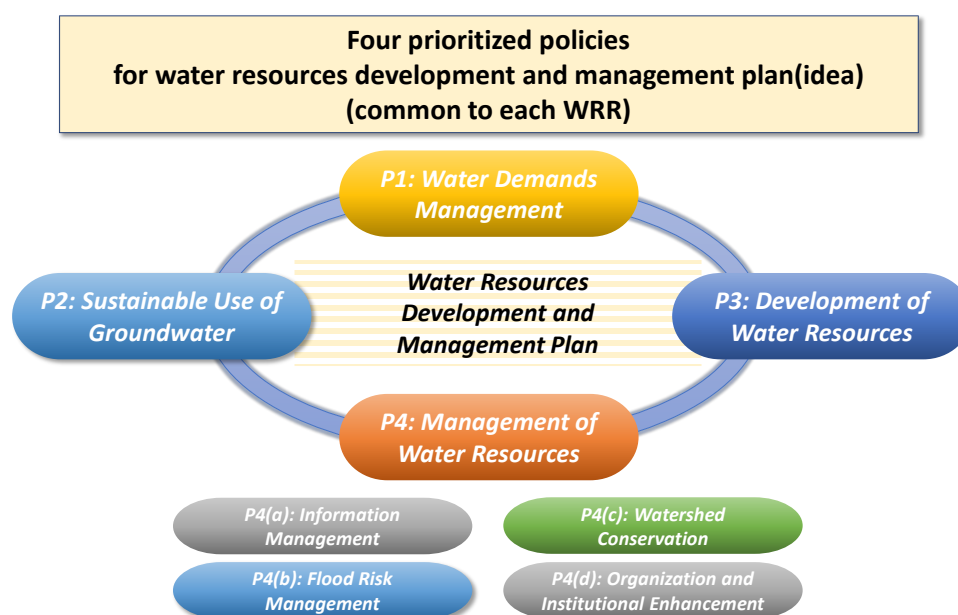 Four prioritized policies
for water resources development and management plan(idea)
(common to each WRR)
P1: Water Demands
Management
P2: Sustainable Use of
Groundwater
Water Resources
Development and
Management Plan
P3: Development of
Water Resources
P4: Management of
Water Resources
P4(a): Information
Management
P4(c): Watershed
Conservation
P4(b): Flood Risk
Management
P4(d): Organization and
Institutional Enhancement